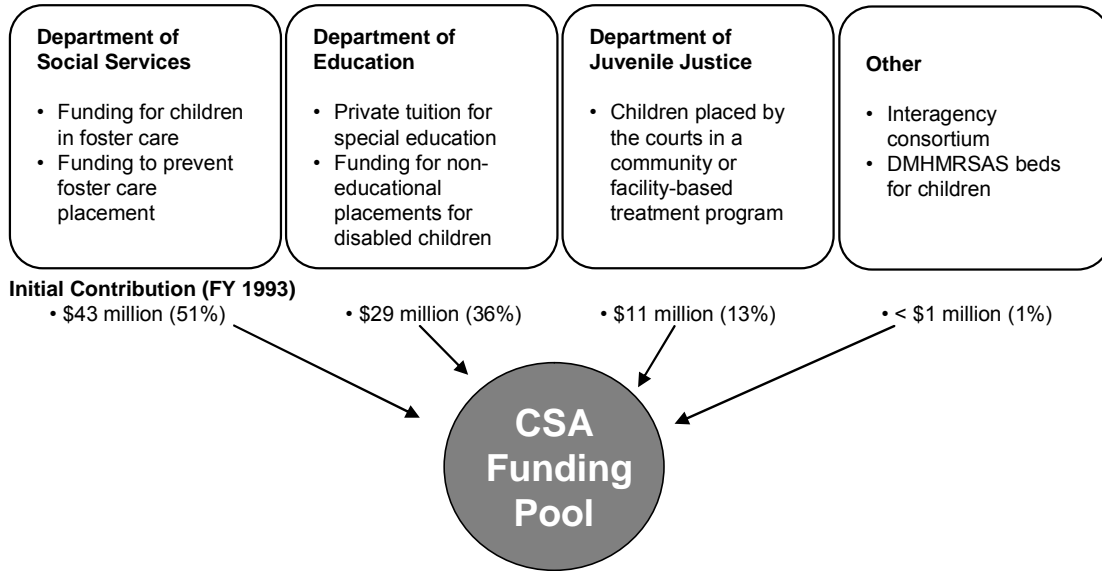 Department of
Social Services
• Funding for children
in foster care
• Funding to prevent
foster care
placement
Department of
Education
• Private tuition for
special education
• Funding for non-
educational
placements for
disabled children
Department of
Juvenile Justice
• Children placed by
the courts in a
community or
facility-based
treatment program
Other
• Interagency
consortium
• DMHMRSAS beds
for children
Initial Contribution (FY 1993)
• $43 million (51%)
• $29 million (36%)
• $11 million (13%)
• < $1 million (1%)
CSA
Funding
Pool